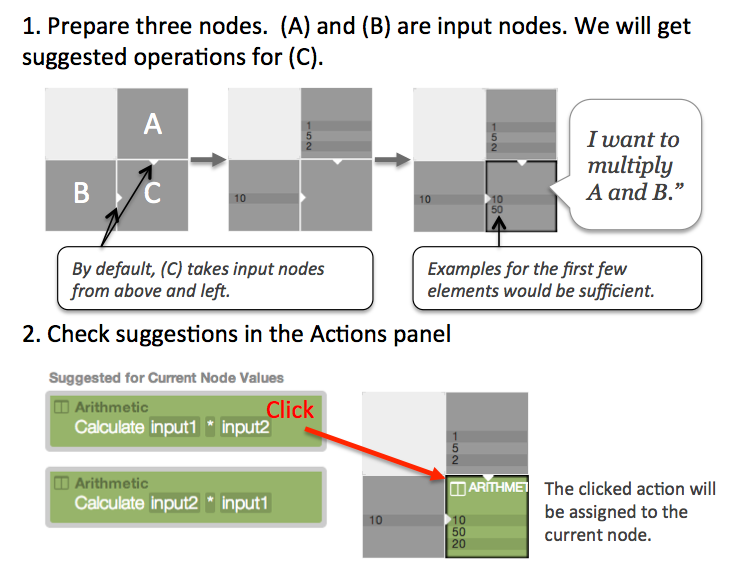 1. Prepare three nodes.  (A) and (B) are input nodes. We will get
suggested operations for (C).
A
B
C
1
5
2
10
1
5
2
10
10
50
I want to
multiply
A and B.”
By default, (C) takes input nodes
from above and left.
Examples for the first few
elements would be sufficient.
2. Check suggestions in the Actions panel
Suggested for Current Node Values
Arithmetic
Calculate input1 * input2
Click
Arithmetic
Calculate input2 * input1
1
5
2
ARITHMET
10
10
50
20
The clicked action will
be assigned to the
current node.